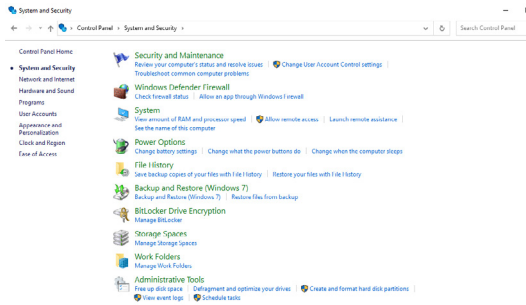 System and Security
Control Panel > System and Security >
Search Control Panel
Control Panel Home
System and Security
Network and Internet
Hardware and Sound
Programs
User Accounts
Appearance and
Personalization
Clock and Region
Ease of Access
Security and Maintenance
Review your computer's status and resolve issues | Change User Account Control settings |
Troubleshoot common computer problems
Windows Defender Firewall
Check firewall status | Allow an app through Windows Firewall
System
View amount of RAM and processor speed | Allow remote access | Launch remote assistance |
See the name of this computer
Power Options
Change battery settings | Change what the power buttons do | Change when the computer sleeps
File History
Save backup copies of your files with File History | Restore your files with File History
Backup and Restore (Windows 7)
Backup and Restore (Windows 7) | Restore files from backup
BitLocker Drive Encryption
Manage BitLocker
Storage Spaces
Manage Storage Spaces
Work Folders
Manage Work Folders
Administrative Tools
Free up disk space | Defragment and optimize your drives | Create and format hard disk partitions |
View event logs | Schedule tasks